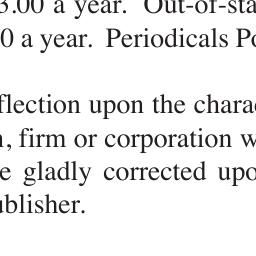 3.00 a year. Out-of-sta
0 a year. Periodicals Po
flection upon the chara
, firm or corporation w
e gladly corrected upo
blisher.